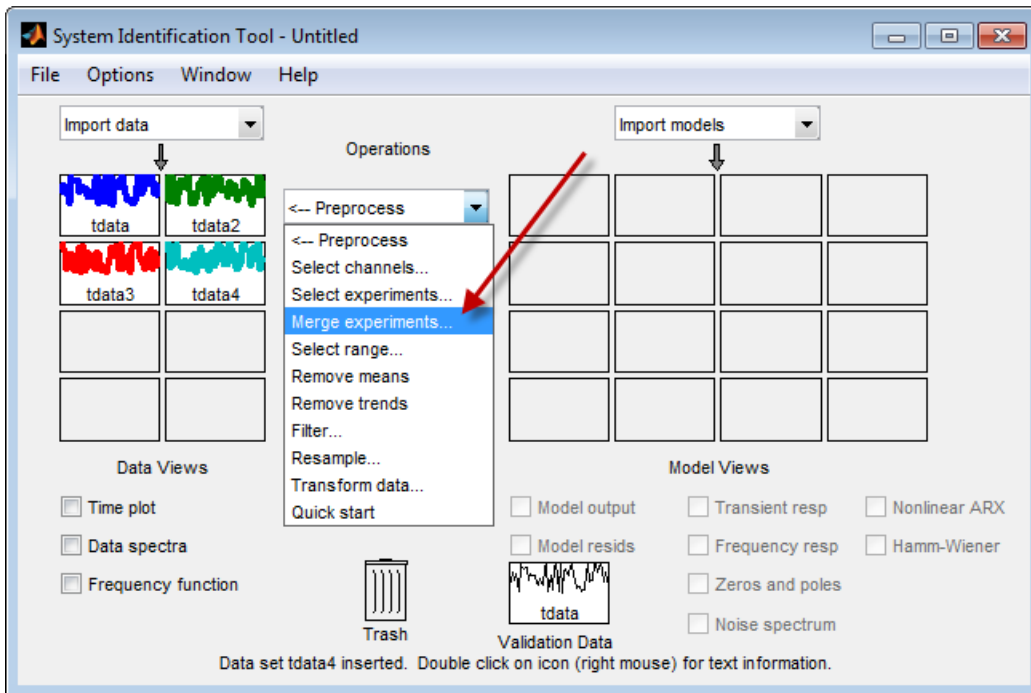 System Identification Tool - Untitled
File Options Window Help
Import data
Import models
Operations
tdata
tdata2
tdata3
tdata4
<-- Preprocess
<-- Preprocess
Select channels...
Select experiments...
Merge experiments...
Select range...
Remove means
Remove trends
Filter...
Resample...
Transform data...
Quick start
Data Views
Time plot
Data spectra
Frequency function
Model Views
Model output
Transient resp
Nonlinear ARX
Model resids
Frequency resp
Hamm-Wiener
Zeros and poles
Noise spectrum
Trash
tdata
Validation Data
Data set tdata4 inserted. Double click on icon (right mouse) for text information.